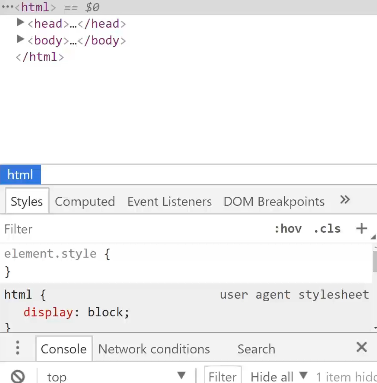 …<html> == $0
▶<head>…</head>
▶<body>…</body>
</html>
html
Styles Computed Event Listeners DOM Breakpoints »
Filter :hov .cls +
element.style {
}
html { user agent stylesheet
display: block;
}
⋮ Console Network conditions Search ×
top ▼ Filter Hide all ▼ 1 item hidd